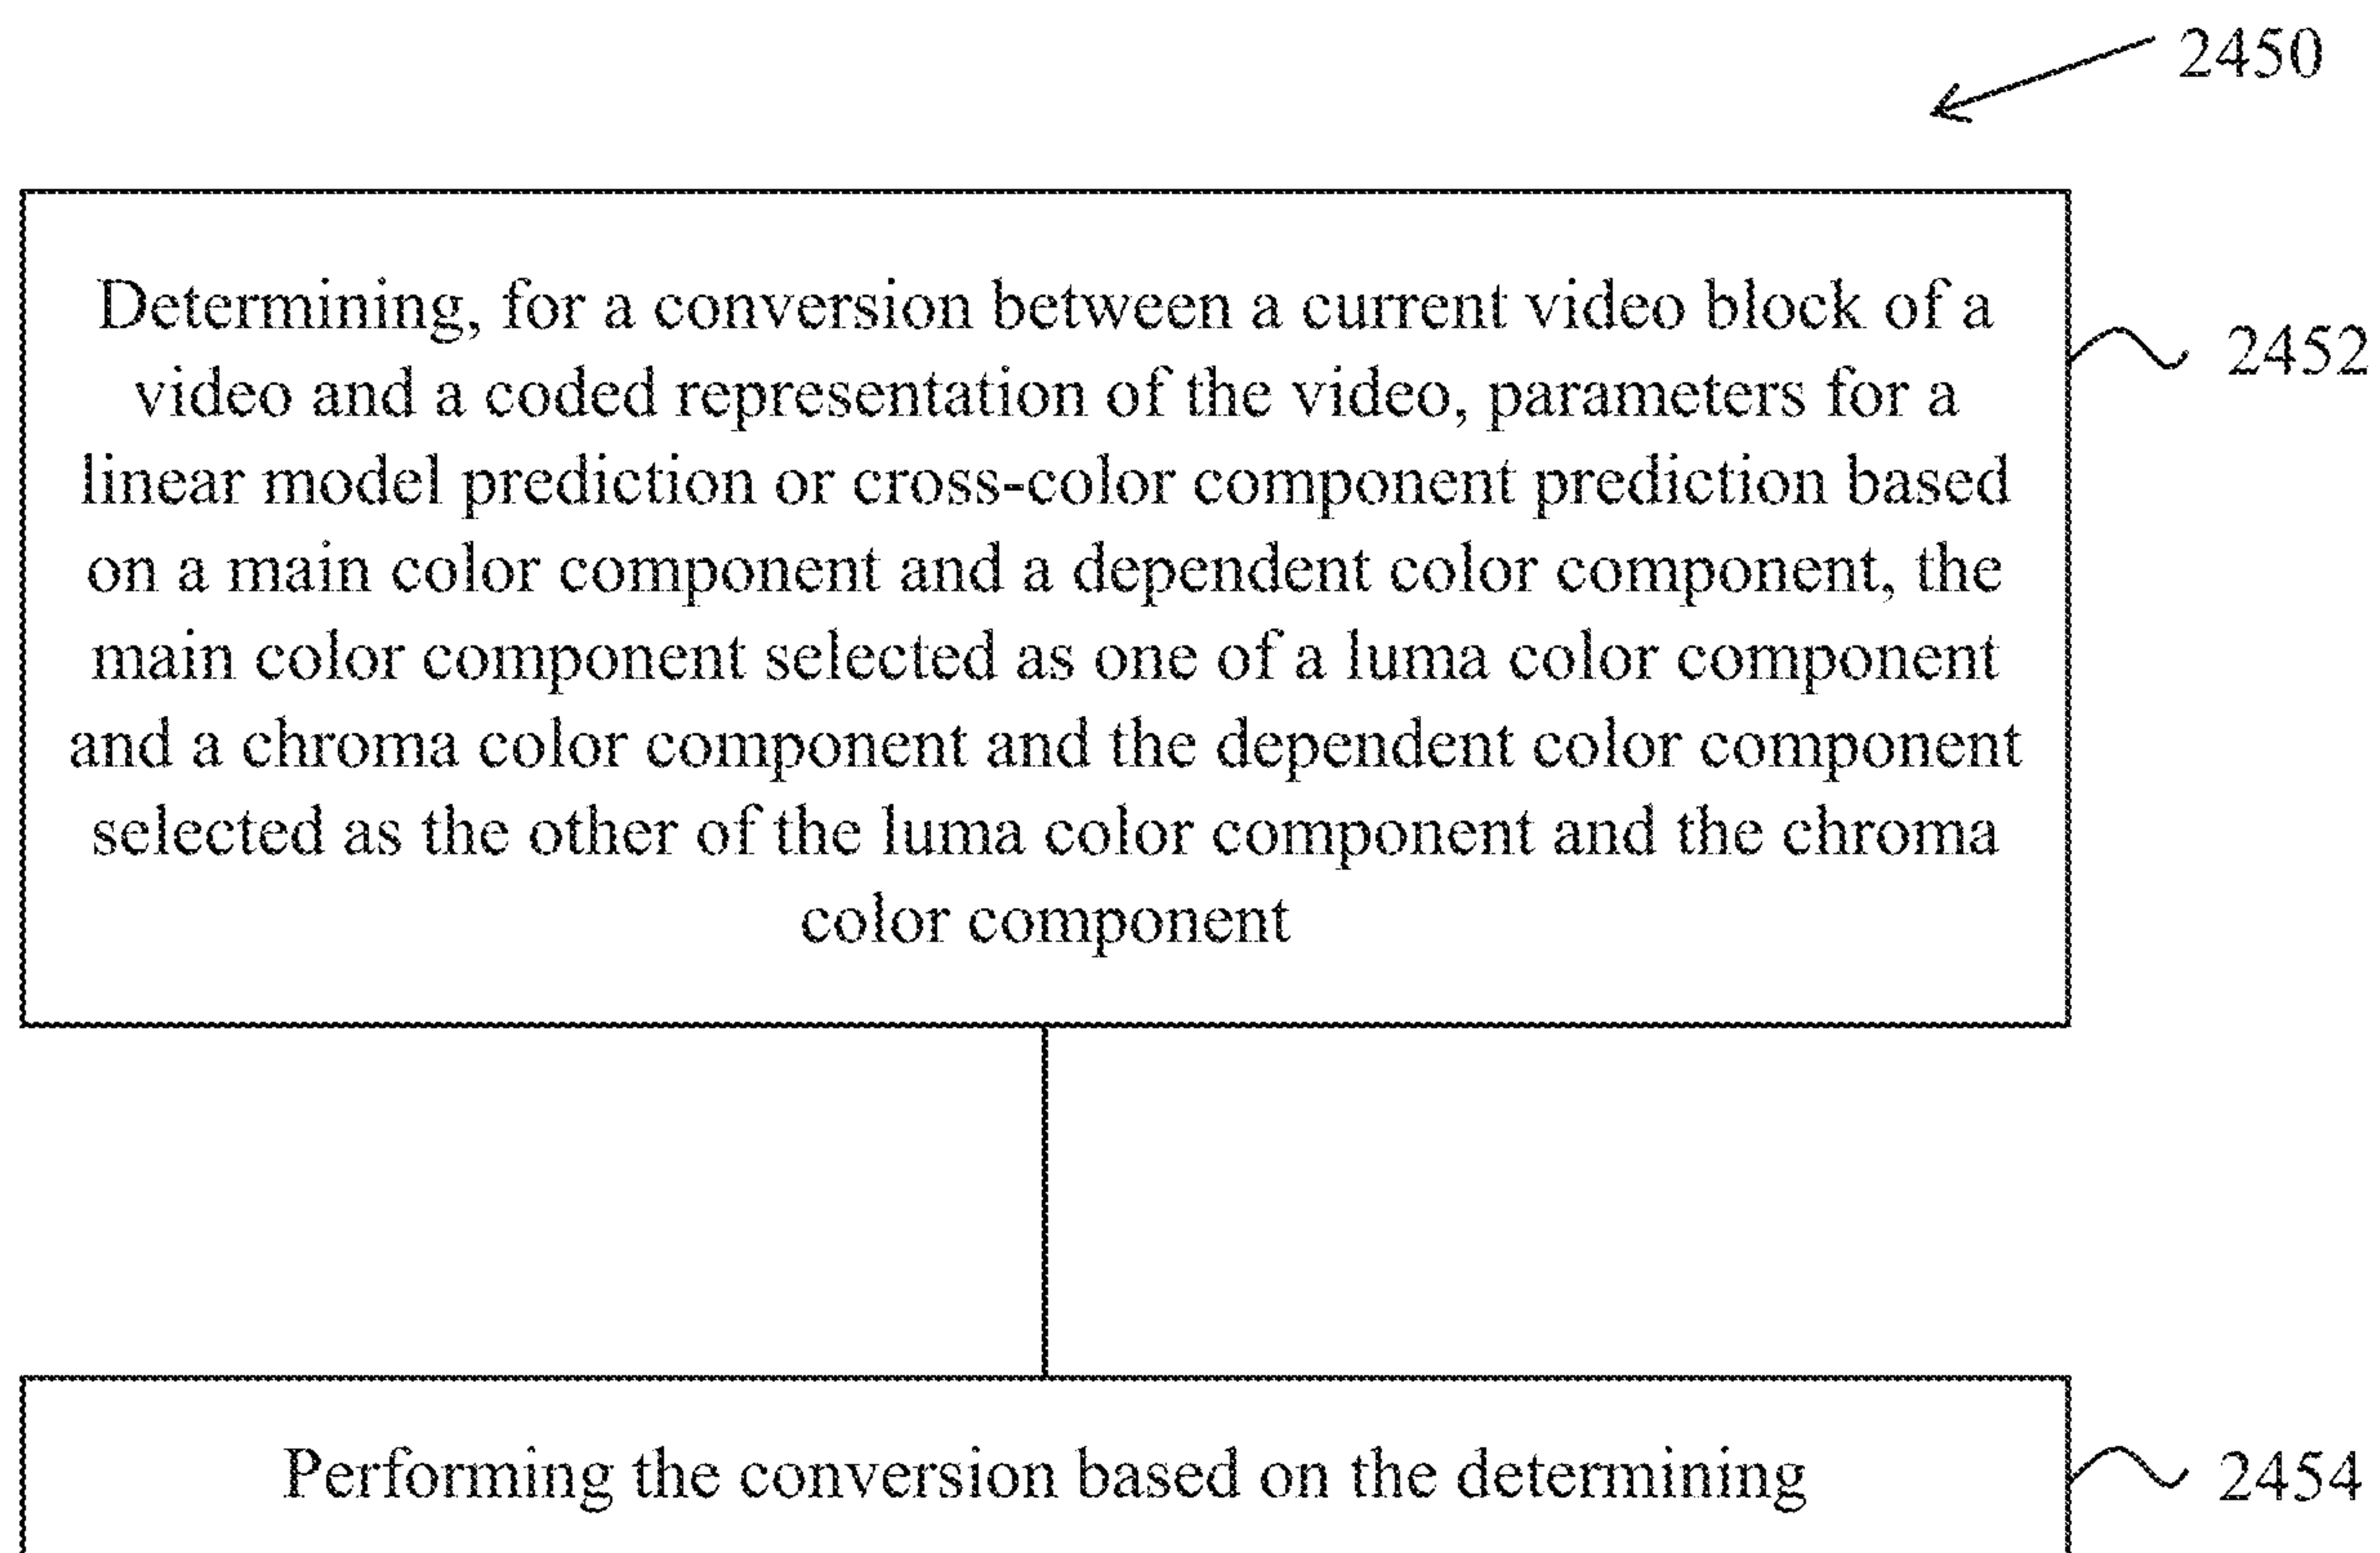 2450
Determining, for a conversion between a current video block of a
video and a coded representation of the video, parameters for a
linear model prediction or cross-color component prediction based
on a main color component and a dependent color component, the
main color component selected as one of a luma color component
and a chroma color component and the dependent color component
selected as the other of the luma color component and the chroma
color component
2452
Performing the conversion based on the determining
2454